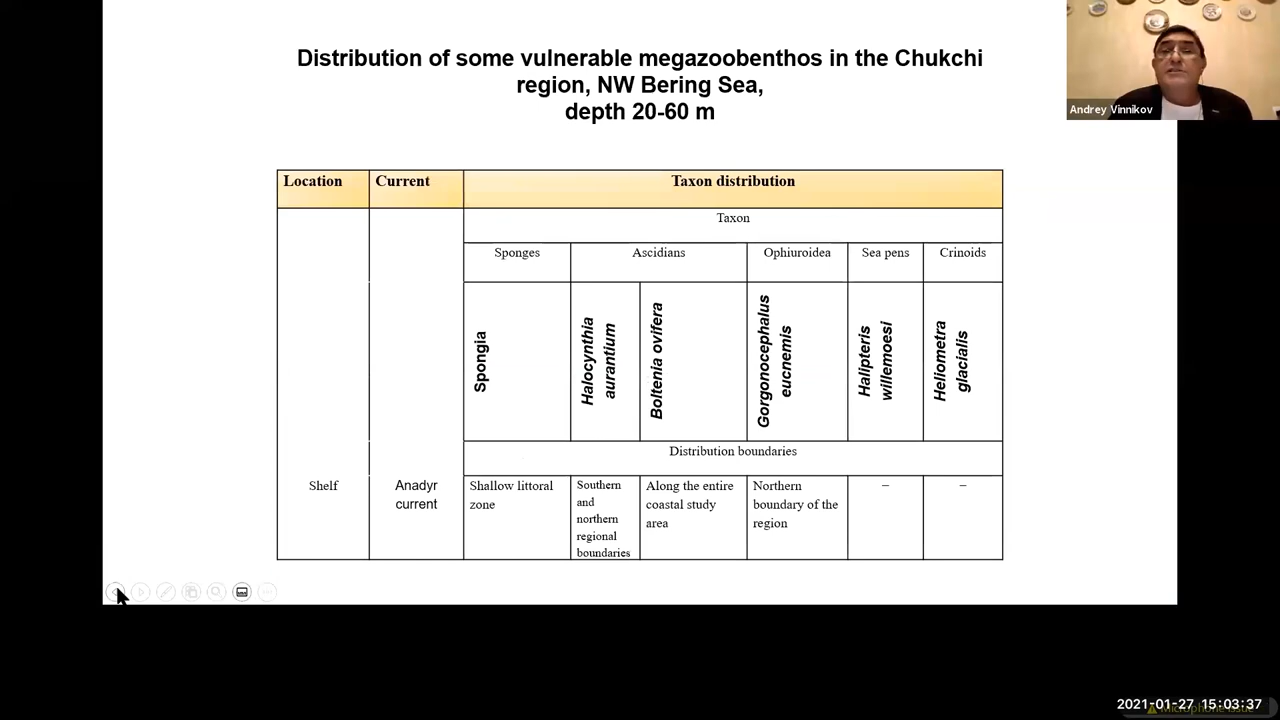 Distribution of some vulnerable megazoobenthos in the Chukchi
region, NW Bering Sea,
depth 20-60 m
Andrey Vinnikov
Location Current Taxon distribution
Taxon
Sponges Ascidians Ophiuroidea Sea pens Crinoids
Spongia
Halocynthia
aurantium
Boltenia ovifera
Gorgonocephalus
eucnemis
Halipteris
willemoesi
Heliometra
glacialis
Distribution boundaries
Shelf
Anadyr
current
Shallow littoral
zone
Southern
and
northern
regional
boundaries
Along the entire
coastal study
area
Northern
boundary of the
region
–
–
2021-01-27 15:03:37